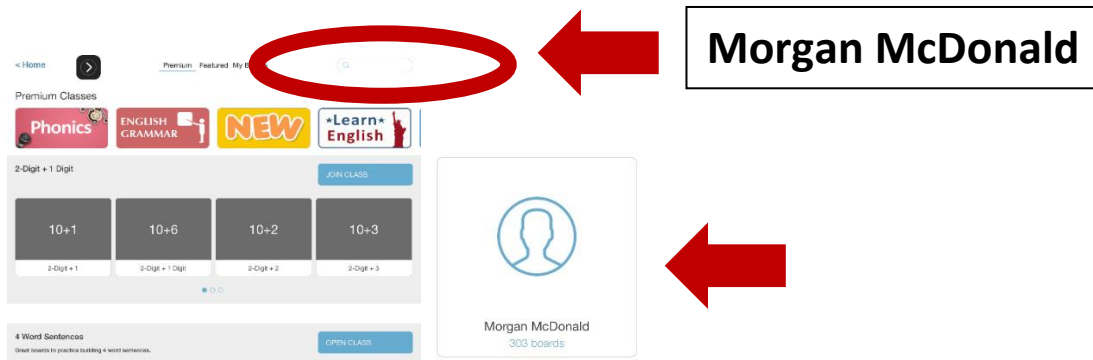 Morgan McDonald
< Home
Premium Featured My B
Premium Classes
Phonics
ENGLISH
GRAMMAR
NEW
*Learn*
English
2-Digit + 1 Digit
JOIN CLASS
10+1
10+6
10+2
10+3
2-Digit + 1
2-Digit + 1 Digit
2-Digit + 2
2-Digit + 3
4 Word Sentences
Great boards to practice building 4 word sentences.
OPEN CLASS
Morgan McDonald
303 boards